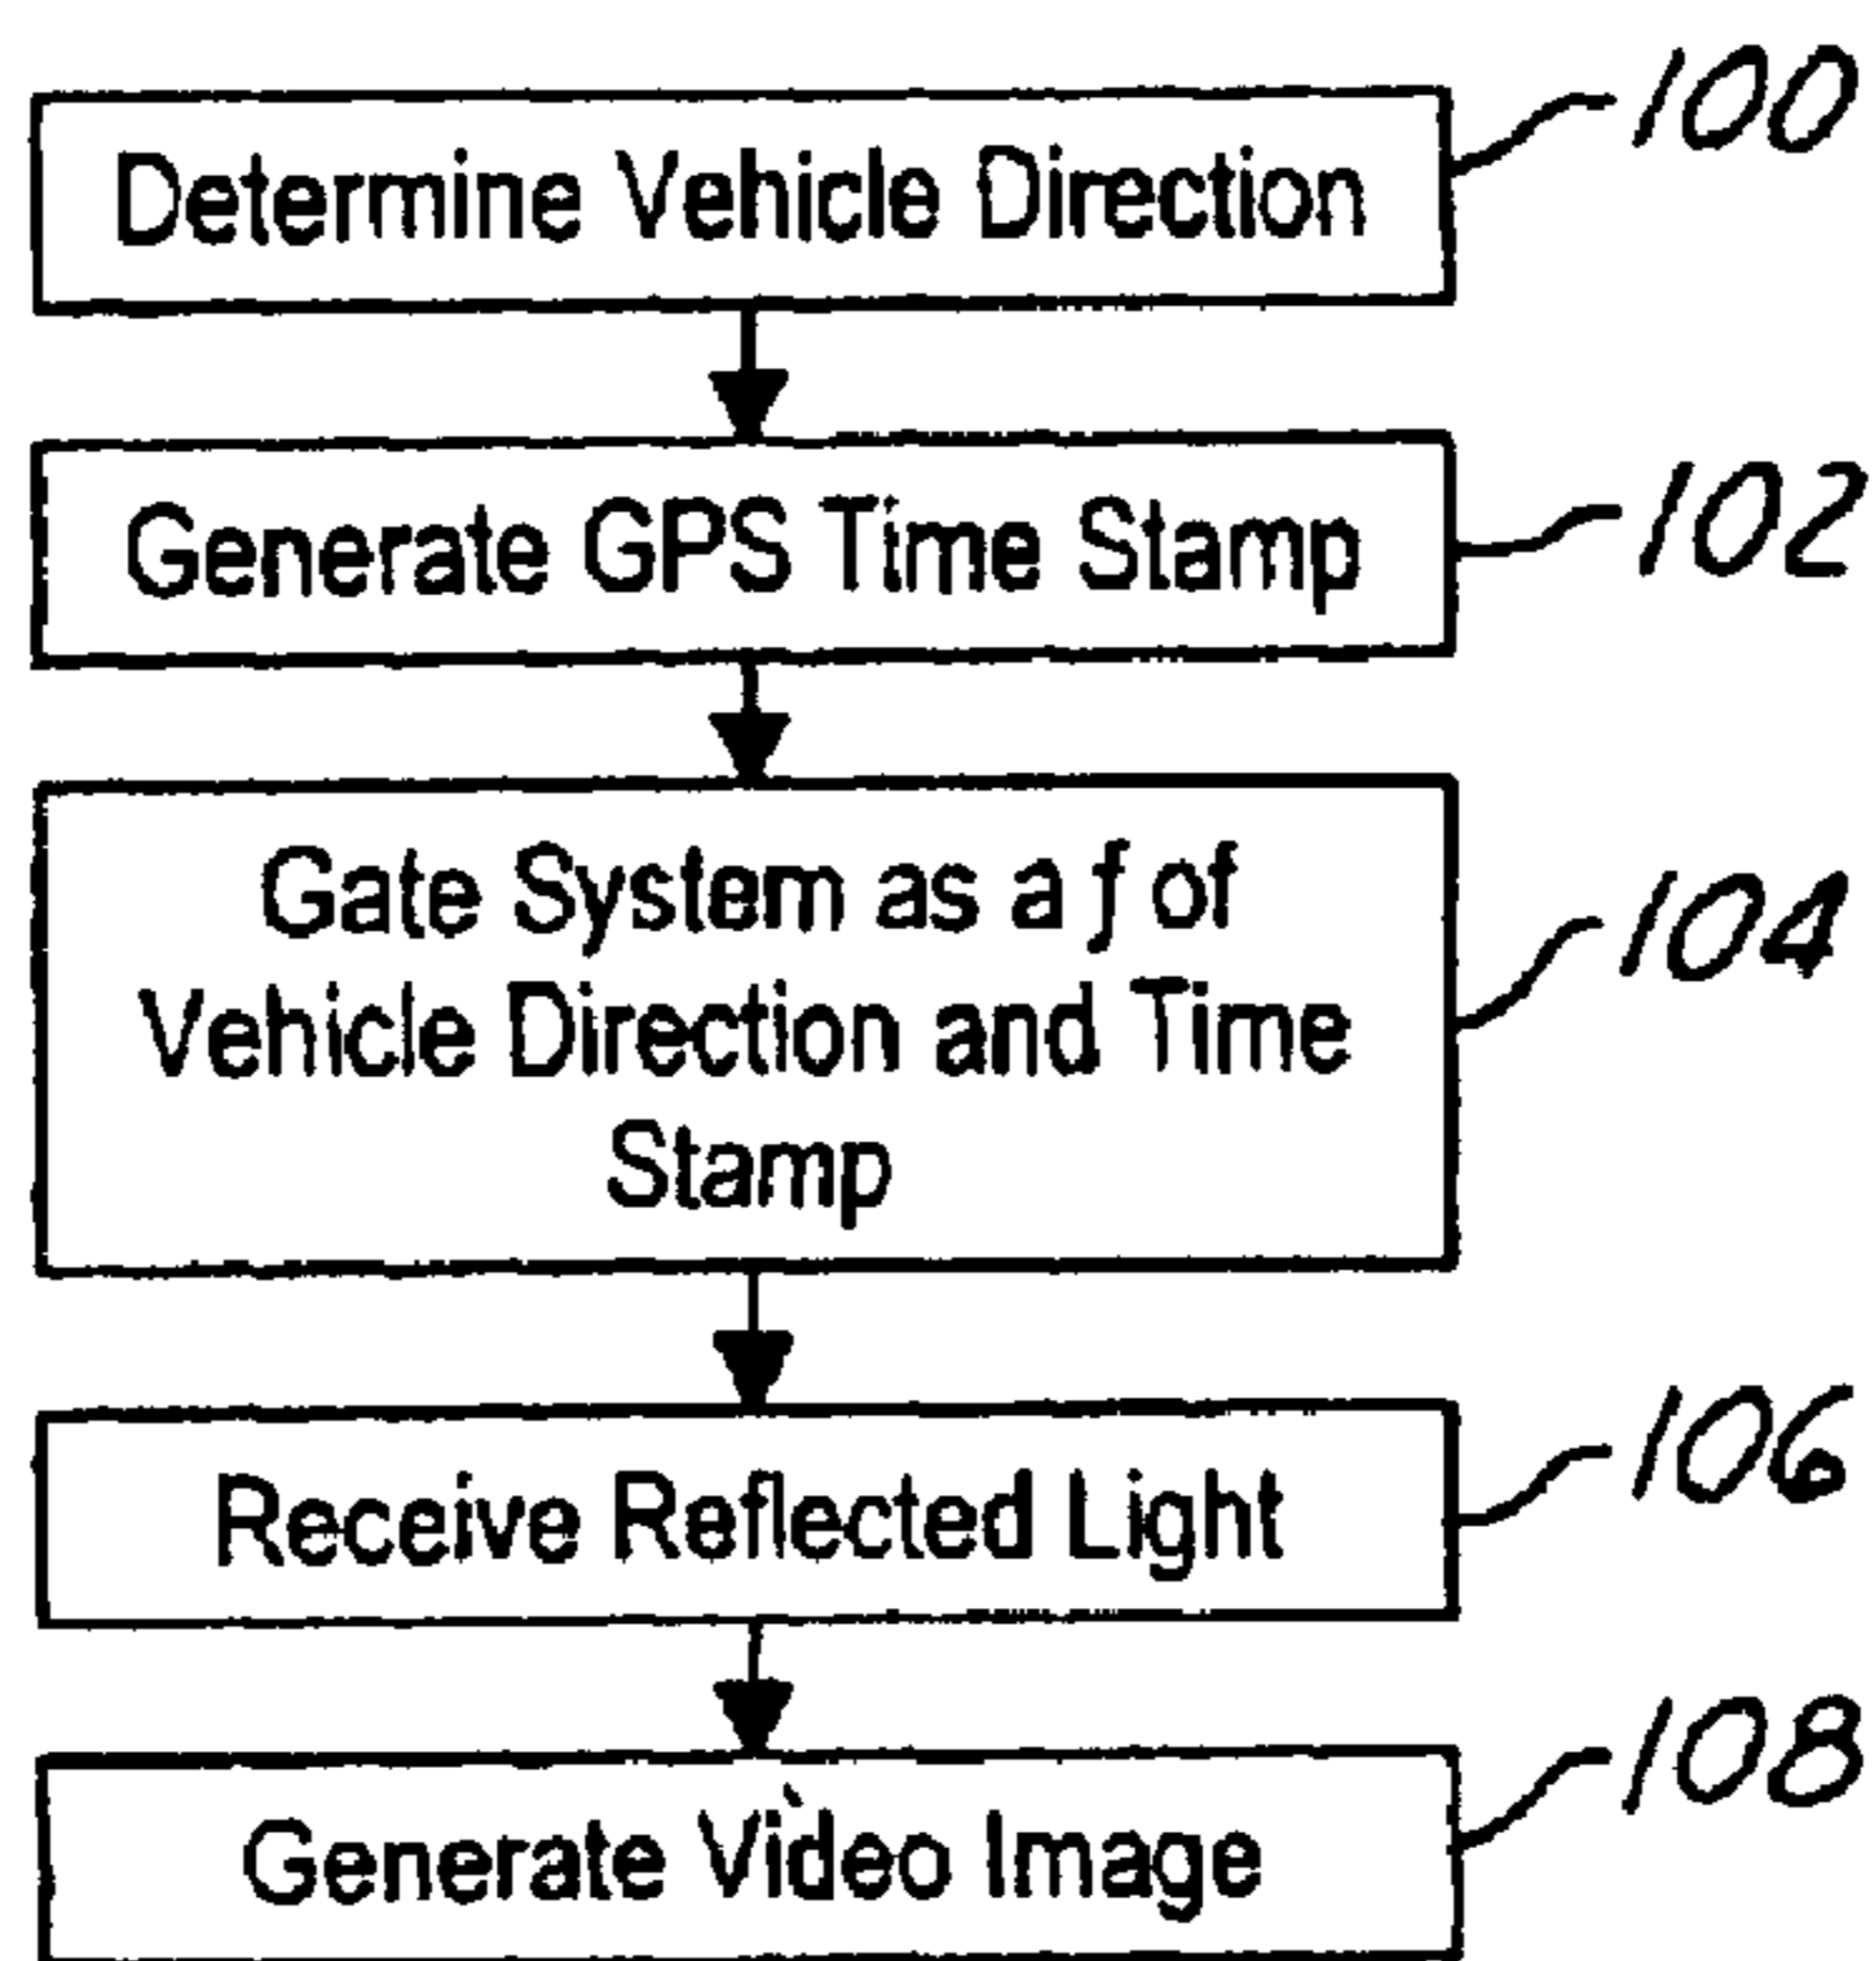 Determine Vehicle Direction
100
Generate GPS Time Stamp
102
Gate System as a ƒ of
Vehicle Direction and Time
Stamp
104
Receive Reflected Light
106
Generate Video Image
108